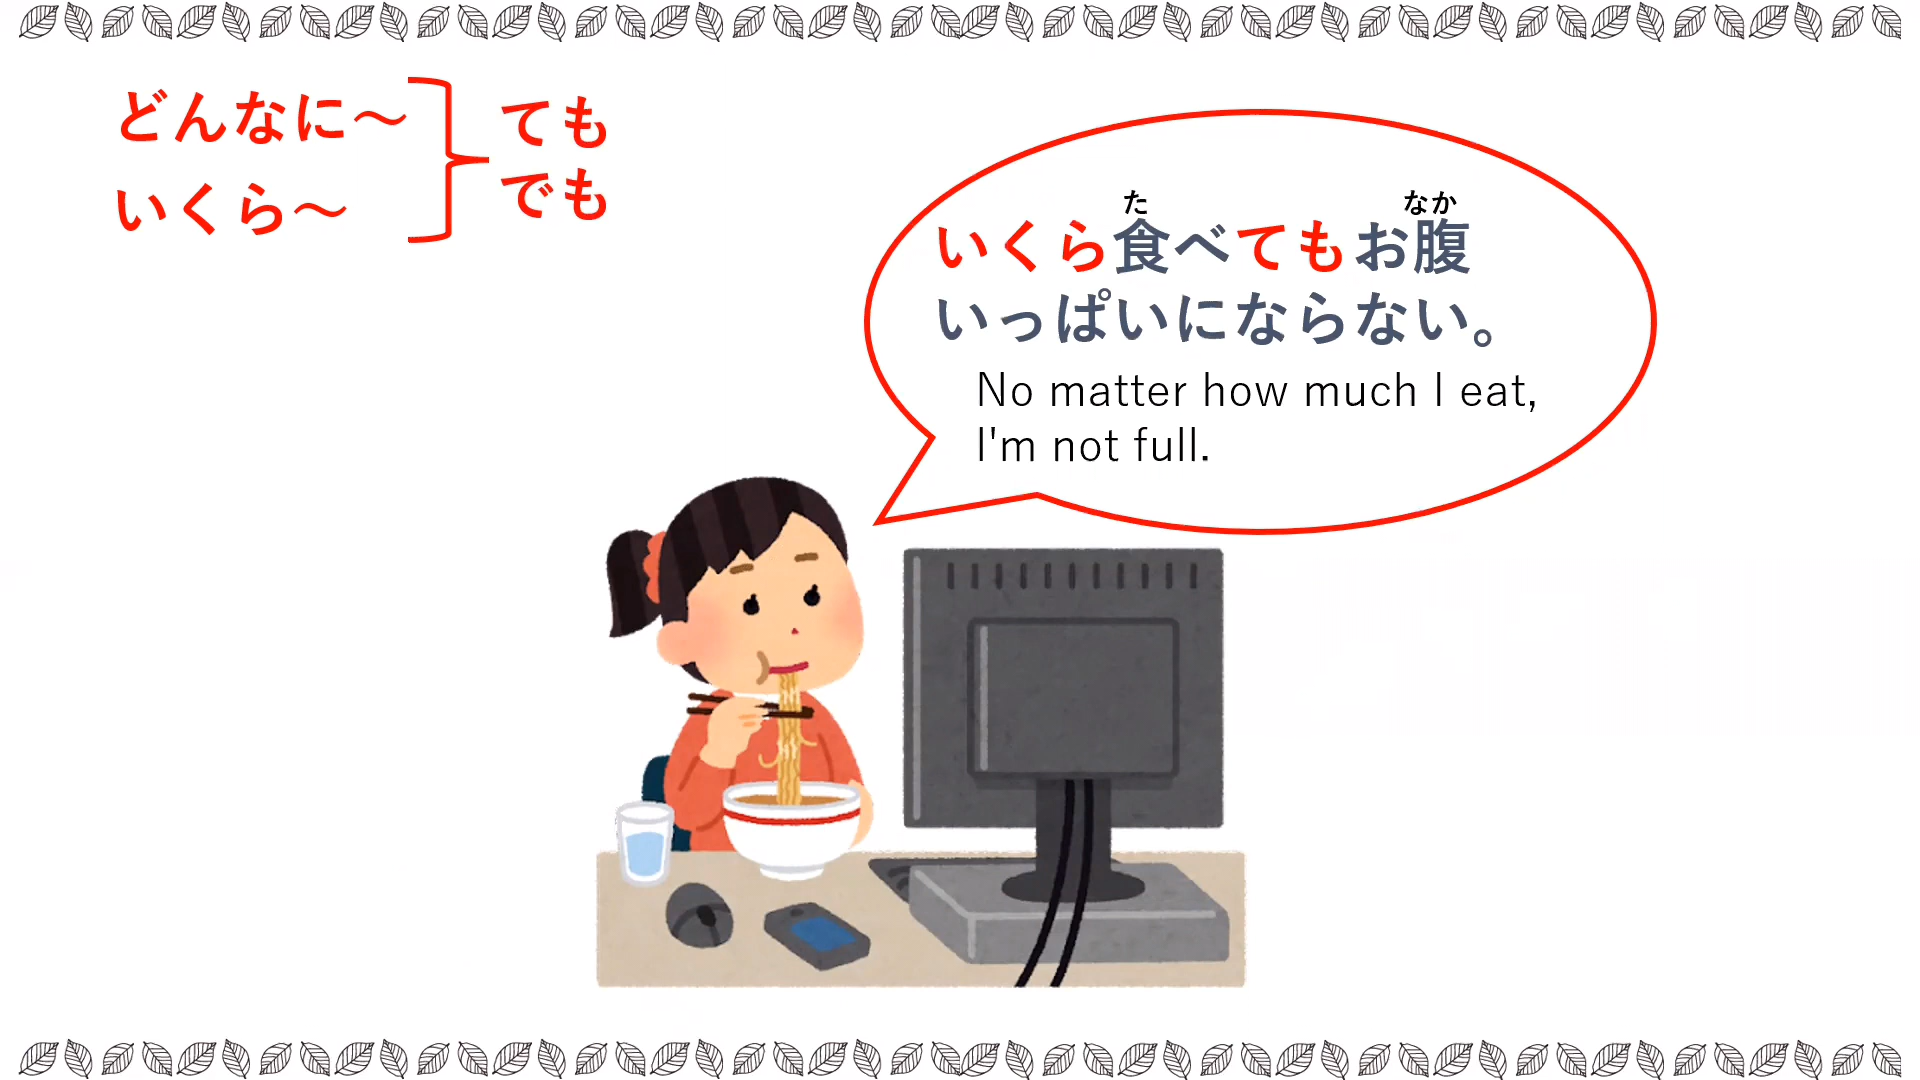 どんなに～
いくら～
ても
でも
た なか
いくら食べてもお腹
いっぱいにならない。
No matter how much I eat,
I'm not full.